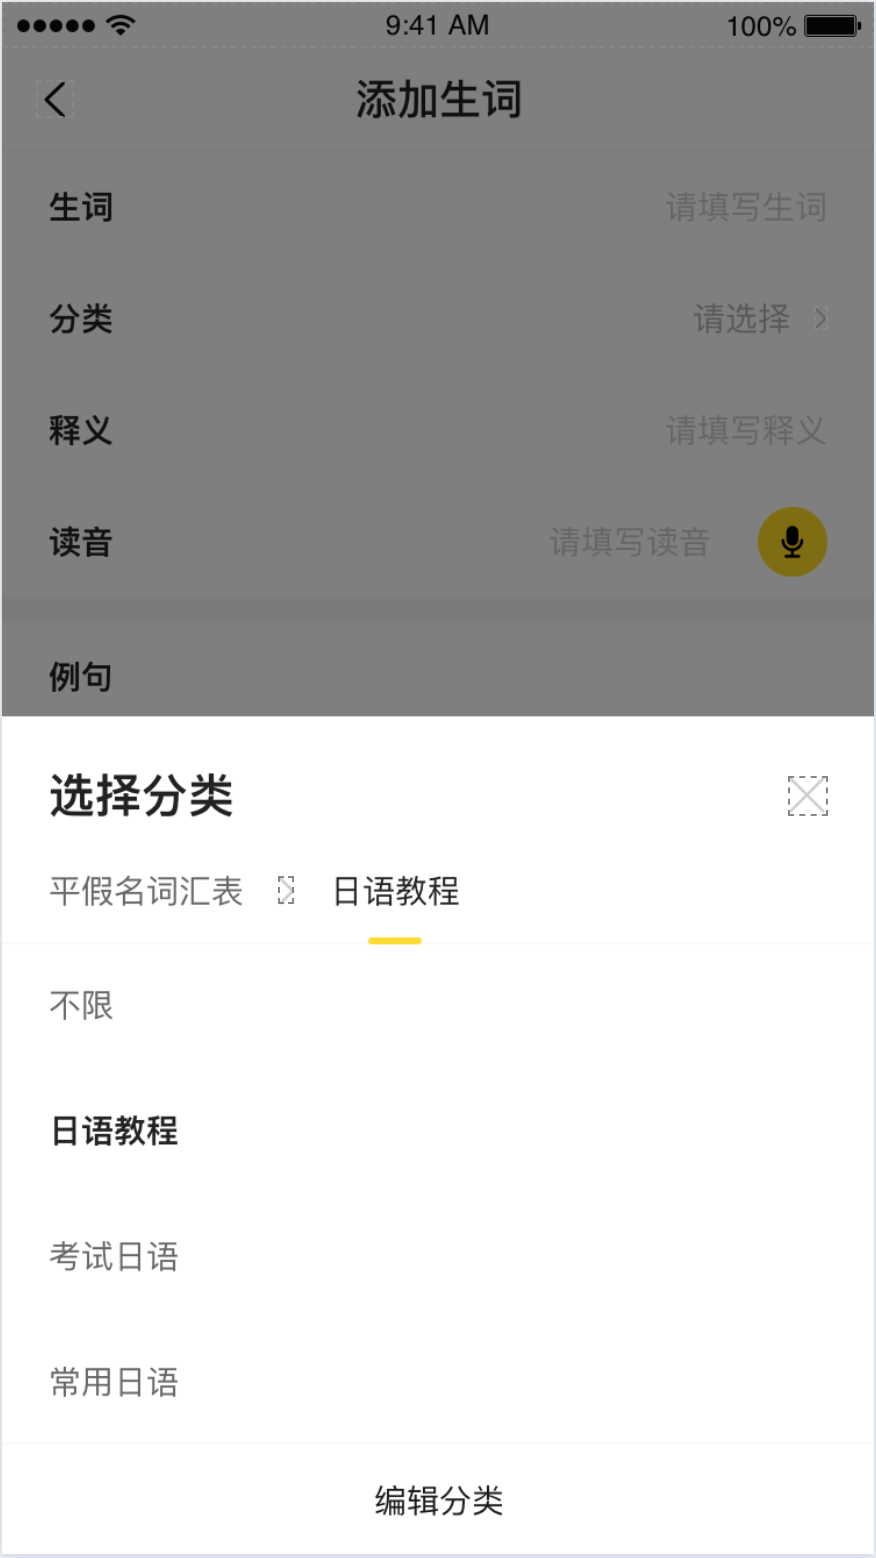 9:41 AM 100%
添加生词
生词 请填写生词
分类 请选择
释义 请填写释义
读音 请填写读音
例句
选择分类
平假名词汇表 日语教程
不限
日语教程
考试日语
常用日语
编辑分类